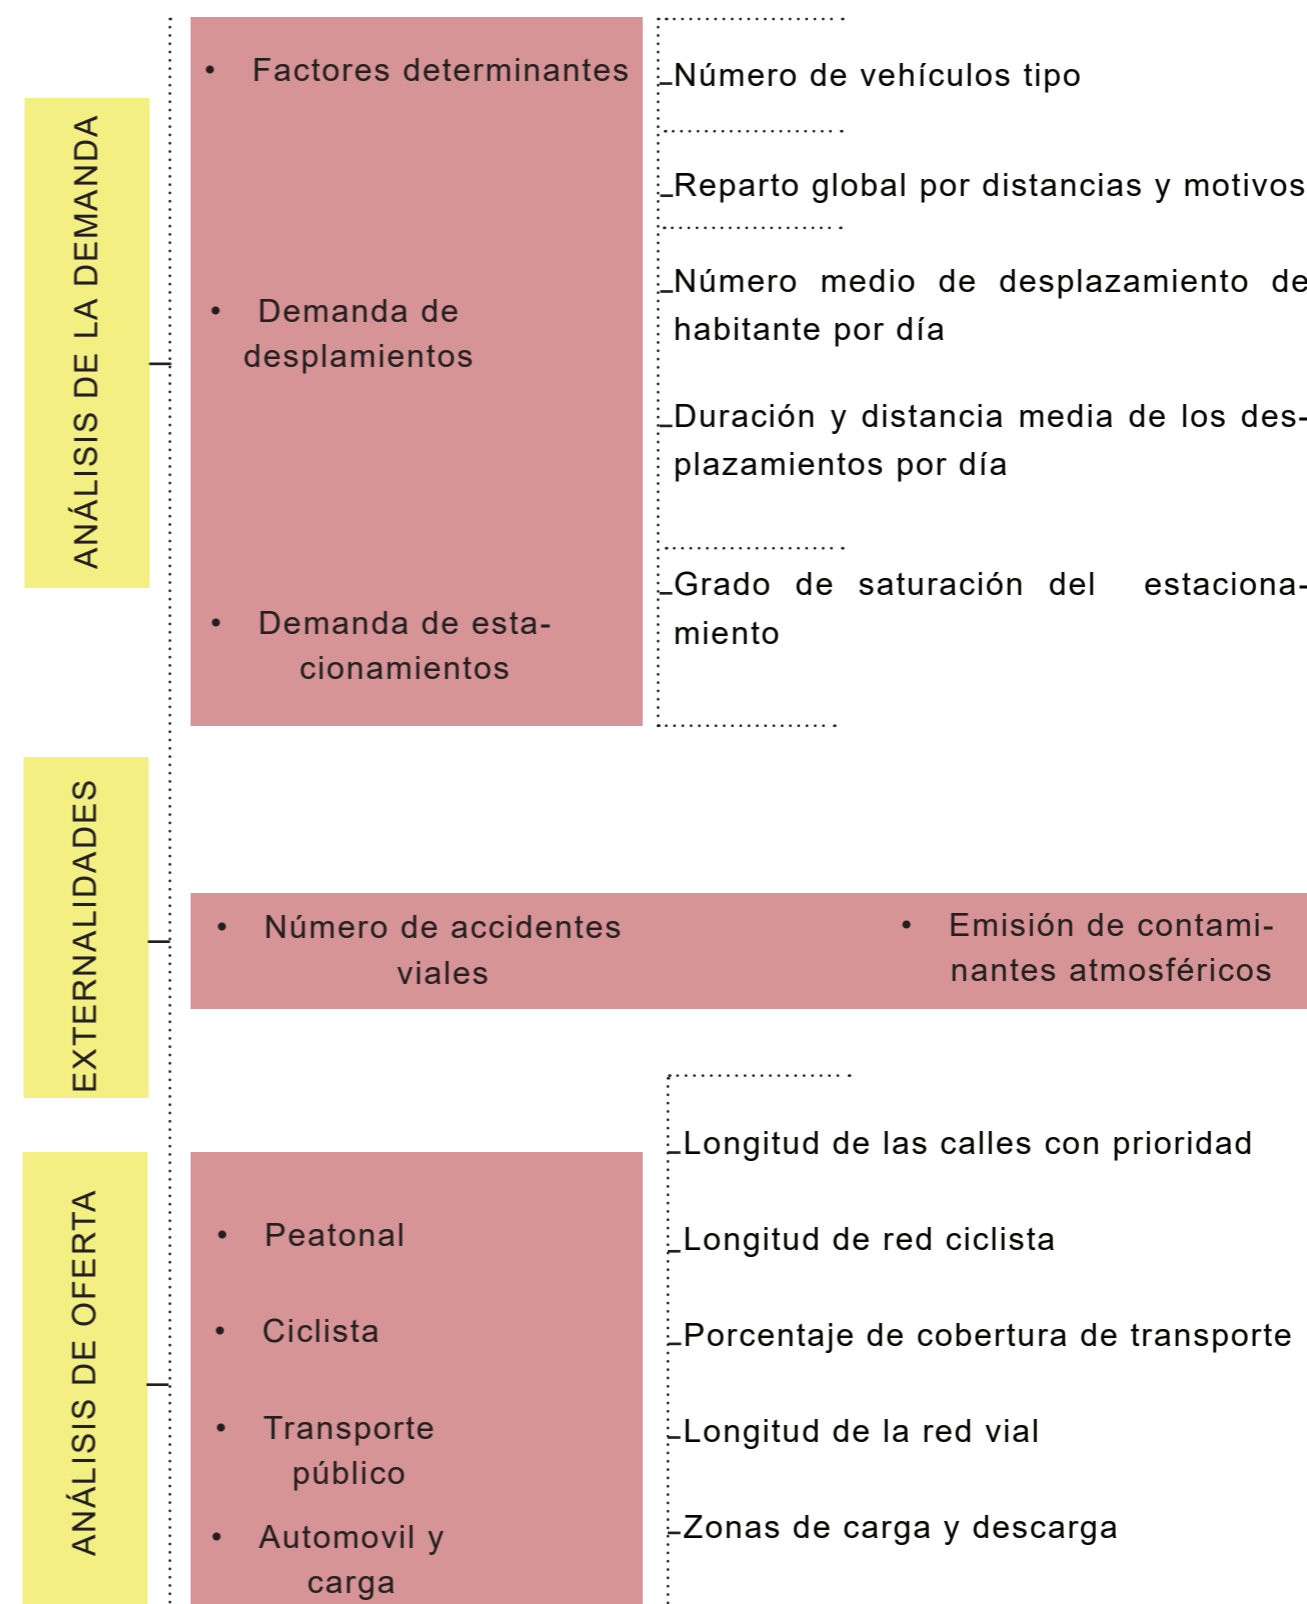 ANÁLISIS DE LA DEMANDA
• Factores determinantes
• Demanda de
desplamientos
• Demanda de esta-
cionamientos
Número de vehículos tipo
Reparto global por distancias y motivos
Número medio de desplazamiento de
habitante por día
Duración y distancia media de los des-
plazamientos por día
Grado de saturación del estaciona-
miento
EXTERNALIDADES
• Número de accidentes
viales
• Emisión de contami-
nantes atmosféricos
ANÁLISIS DE OFERTA
• Peatonal
• Ciclista
• Transporte
público
• Automovil y
carga
Longitud de las calles con prioridad
Longitud de red ciclista
Porcentaje de cobertura de transporte
Longitud de la red vial
Zonas de carga y descarga